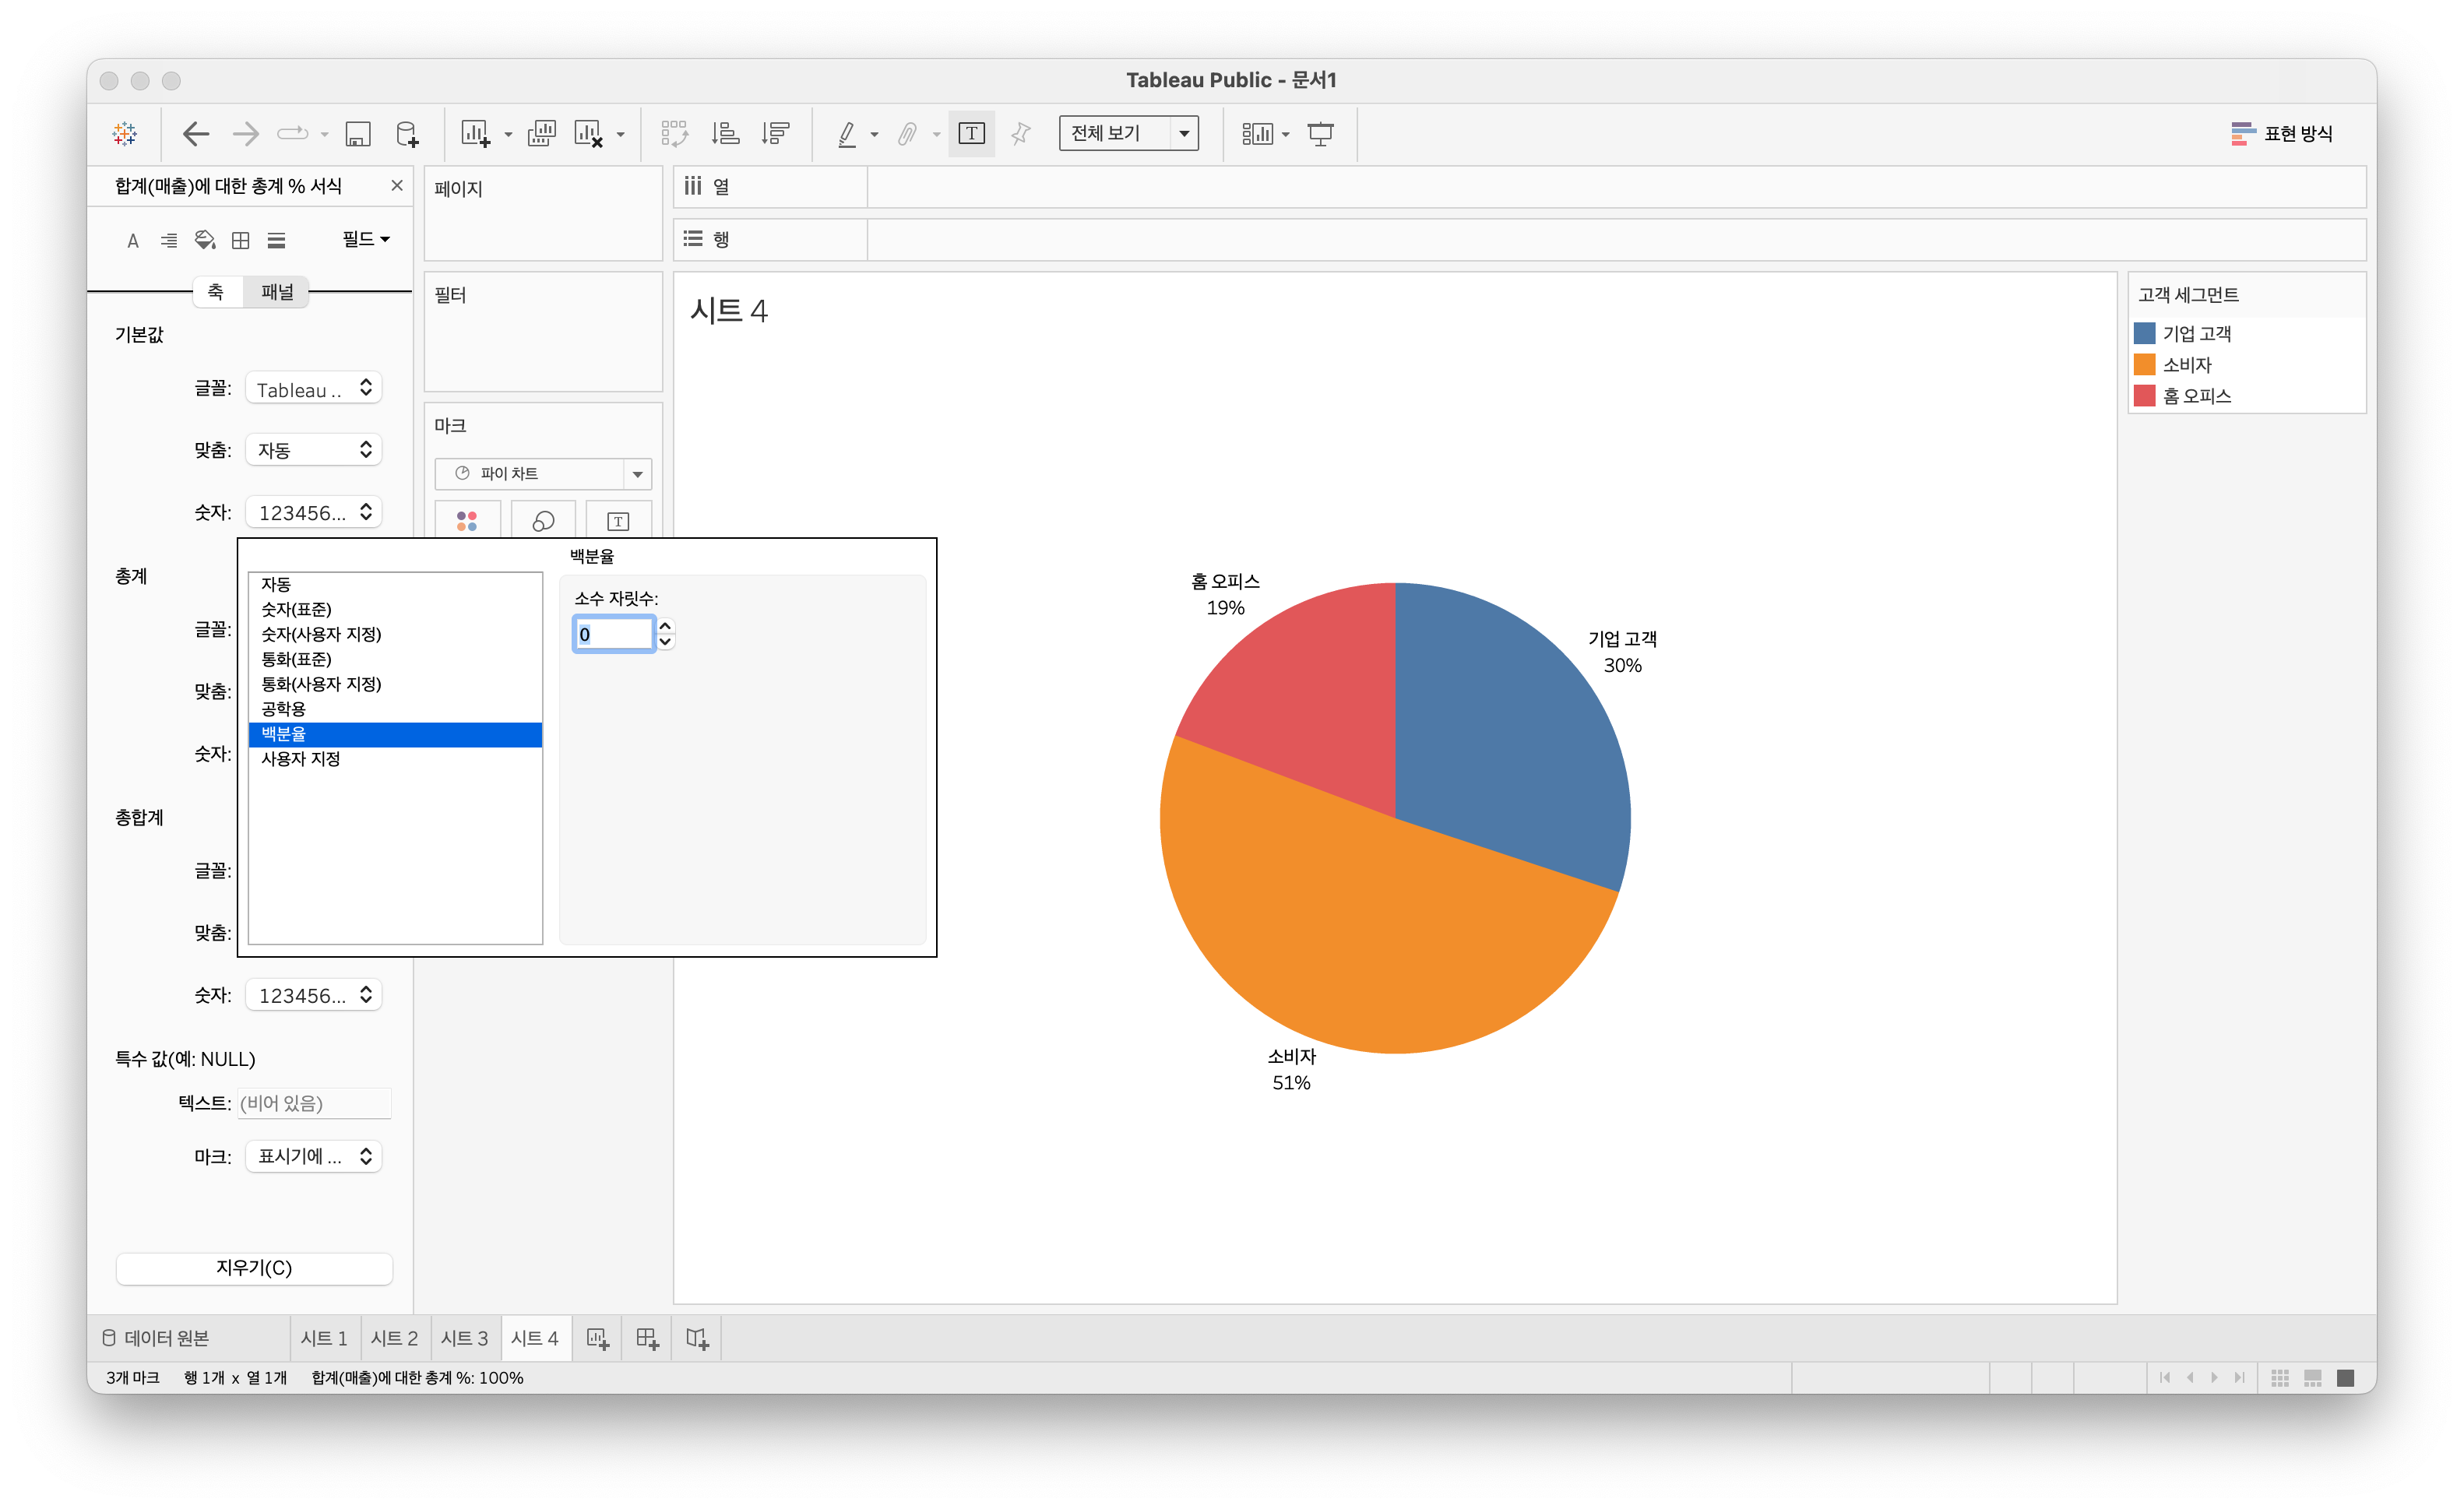 Tableau Public - 문서1
T
전체 보기
표현 방식
합계(매출)에 대한 총계 % 서식
A
필드
축
패널
기본값
글꼴:
Tableau ..
맞춤:
자동
숫자:
123456...
총계
글꼴:
맞춤:
숫자:
총합계
글꼴:
맞춤:
숫자:
123456...
특수 값(예: NULL)
텍스트:
(비어 있음)
마크:
표시기에 ...
지우기(C)
백분율
자동
숫자(표준)
숫자(사용자 지정)
통화(표준)
통화(사용자 지정)
공학용
백분율
사용자 지정
소수 자릿수:
0
페이지
필터
마크
파이 차트
T
열
행
시트 4
홈 오피스
19%
기업 고객
30%
소비자
51%
고객 세그먼트
기업 고객
소비자
홈 오피스
데이터 원본
시트 1
시트 2
시트 3
시트 4
3개 마크
행 1개 x 열 1개
합계(매출)에 대한 총계 %: 100%